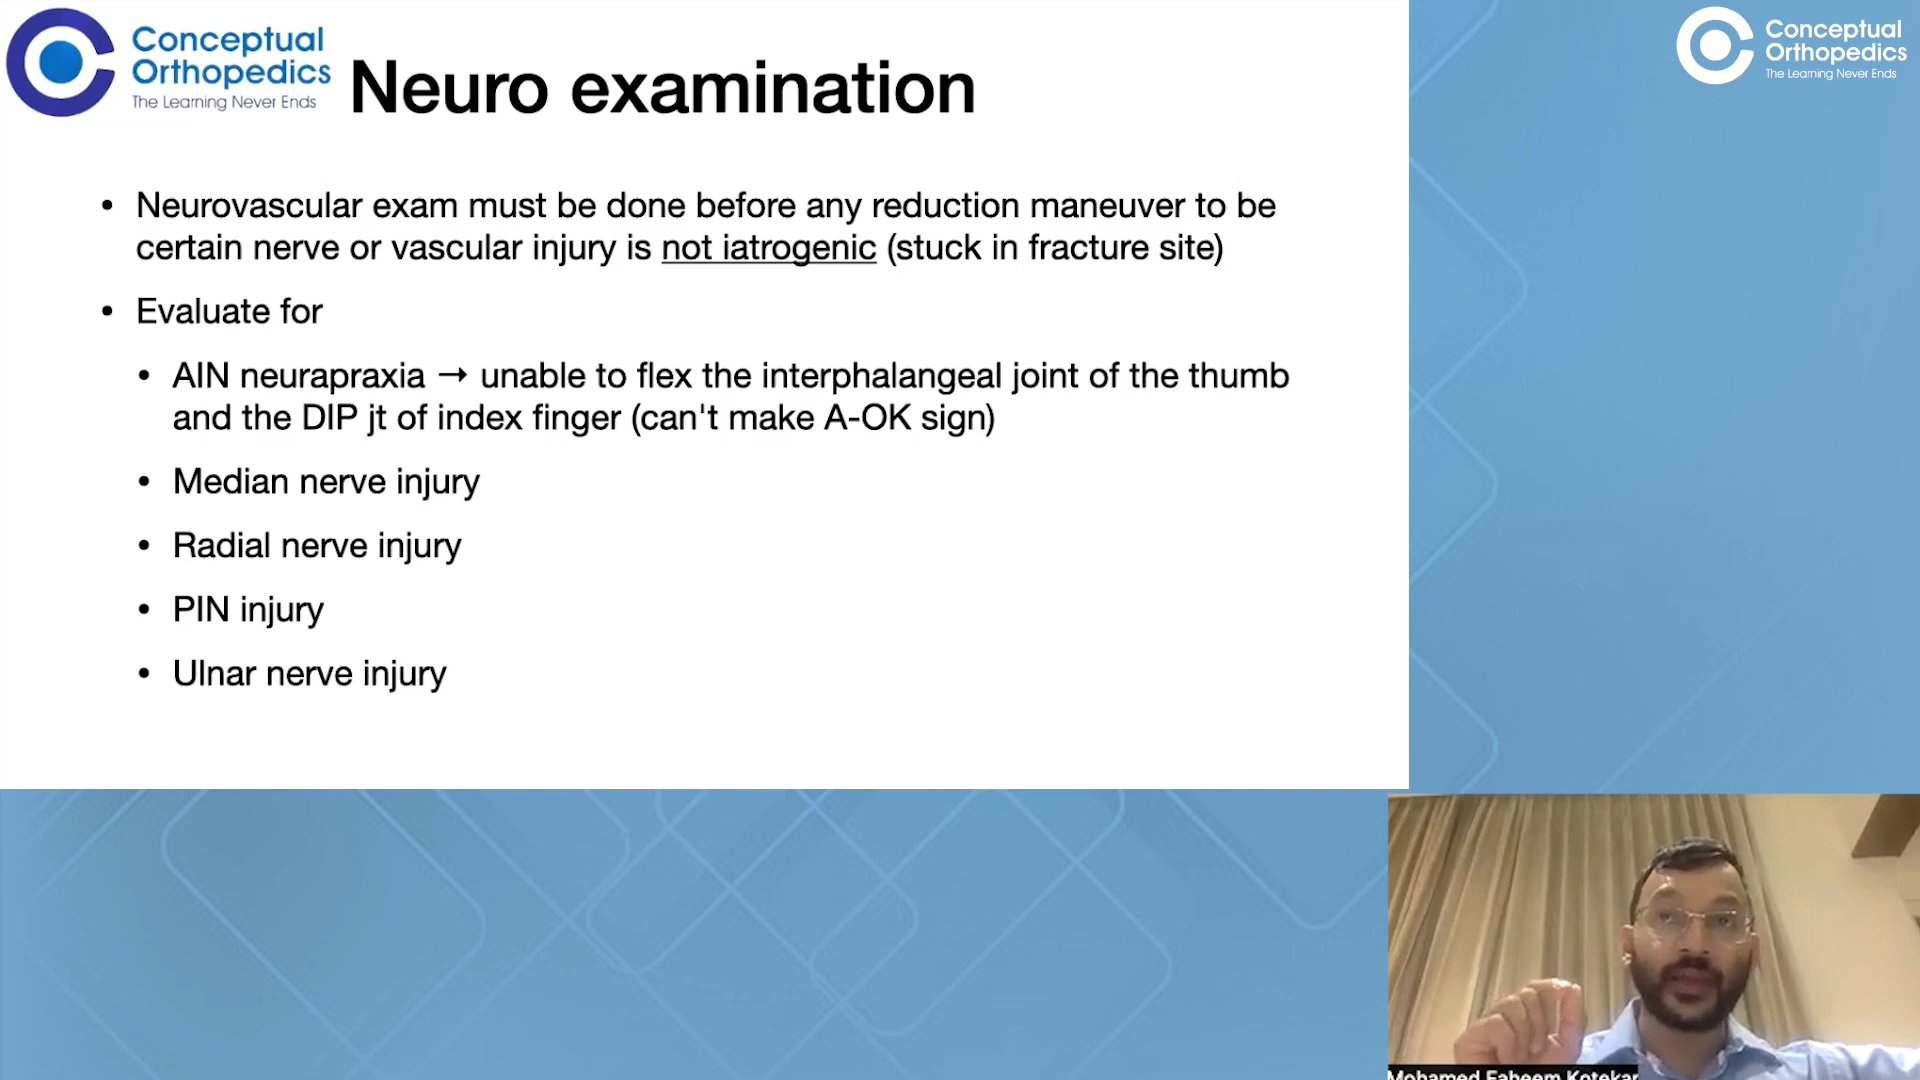 Conceptual
Orthopedics
The Learning Never Ends
Neuro examination
• Neurovascular exam must be done before any reduction maneuver to be
certain nerve or vascular injury is not iatrogenic (stuck in fracture site)
• Evaluate for
• AIN neurapraxia → unable to flex the interphalangeal joint of the thumb
and the DIP jt of index finger (can't make A-OK sign)
• Median nerve injury
• Radial nerve injury
• PIN injury
• Ulnar nerve injury
Conceptual
Orthopedics
The Learning Never Ends
Mohamed Faheem Kotekar